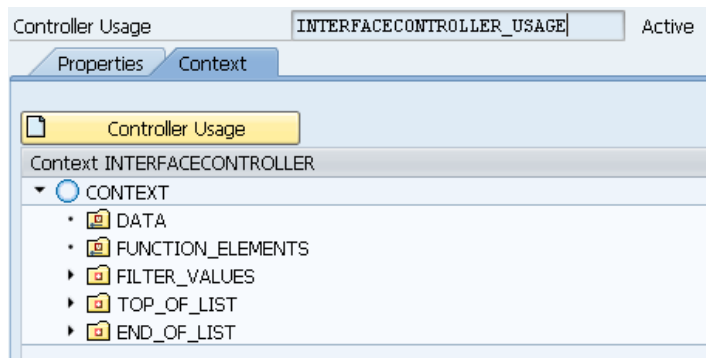 Controller Usage INTERFACECONTROLLER_USAGE Active
Properties Context
Controller Usage
Context INTERFACECONTROLLER
CONTEXT
DATA
FUNCTION_ELEMENTS
FILTER_VALUES
TOP_OF_LIST
END_OF_LIST